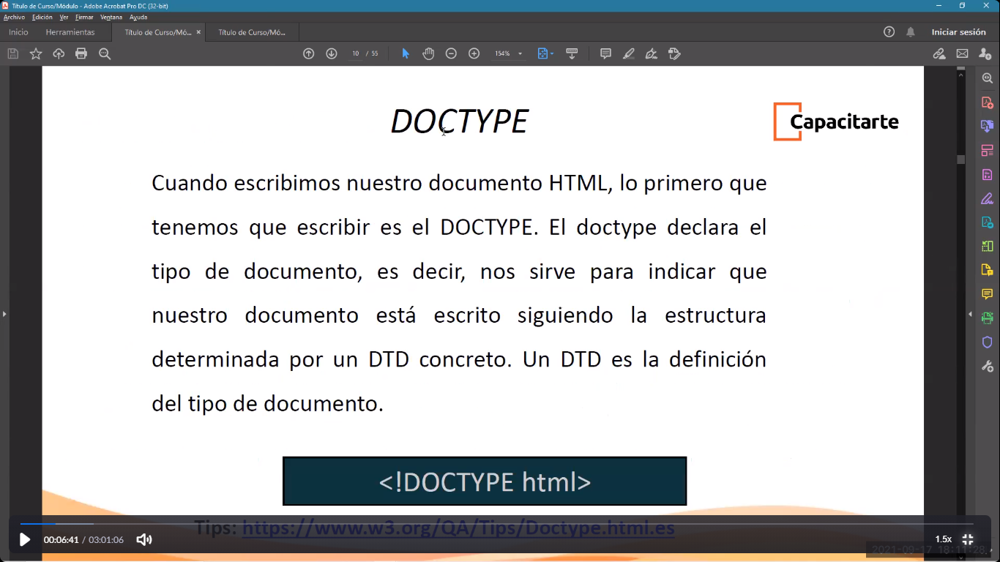 Título de Curso/Módulo - Adobe Acrobat Pro DC (32-bit)
Archivo Edición Ver Firmar Ventana Ayuda
Inicio Herramientas Título de Curso/Mó... × Título de Curso/Mó... Iniciar sesión
10 / 55 154%
DOCTYPE
Capacitarte
Cuando escribimos nuestro documento HTML, lo primero que
tenemos que escribir es el DOCTYPE. El doctype declara el
tipo de documento, es decir, nos sirve para indicar que
nuestro documento está escrito siguiendo la estructura
determinada por un DTD concreto. Un DTD es la definición
del tipo de documento.
<!DOCTYPE html>
Tips: https://www.w3.org/QA/Tips/Doctype.html.es
00:06:41 / 03:01:06 1.5x
2021-09-17 18:11:28